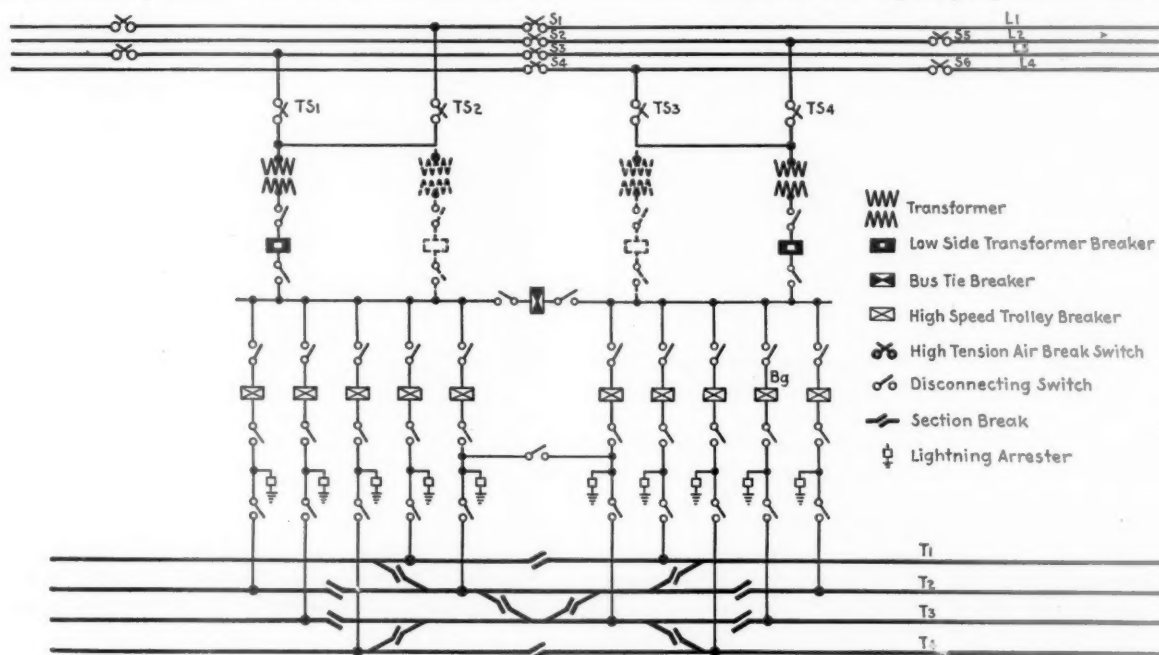 S1
L1
S2
S5
L2
S3
L3
S4
S6
L4
TS1
TS2
TS3
TS4
Transformer
Low Side Transformer Breaker
Bus Tie Breaker
High Speed Trolley Breaker
High Tension Air Break Switch
Bg
Disconnecting Switch
Section Break
Lightning Arrester
T1
T2
T3